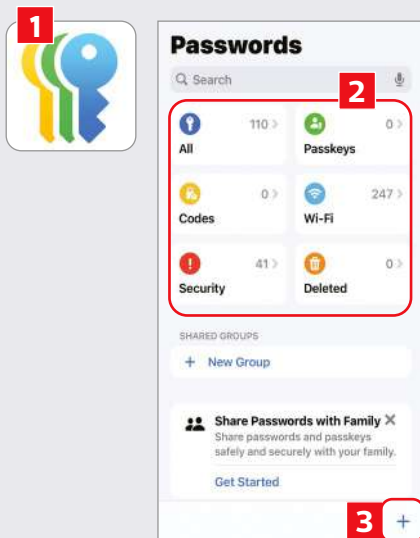 1
Passwords
Search
2
110 >
All
0 >
Passkeys
0 >
Codes
247 >
Wi-Fi
41 >
Security
0 >
Deleted
SHARED GROUPS
+ New Group
Share Passwords with Family
Share passwords and passkeys
safely and securely with your family.
Get Started
3 +